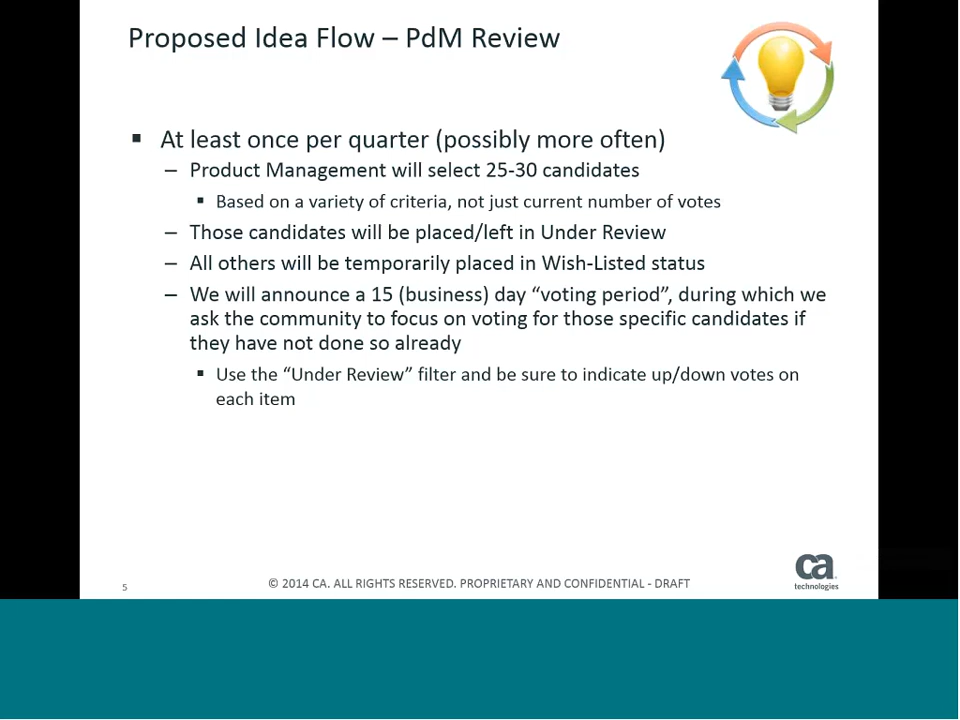 Proposed Idea Flow – PdM Review
▪ At least once per quarter (possibly more often)
– Product Management will select 25-30 candidates
▪ Based on a variety of criteria, not just current number of votes
– Those candidates will be placed/left in Under Review
– All others will be temporarily placed in Wish-Listed status
– We will announce a 15 (business) day “voting period”, during which we
ask the community to focus on voting for those specific candidates if
they have not done so already
▪ Use the “Under Review” filter and be sure to indicate up/down votes on
each item
5
© 2014 CA. ALL RIGHTS RESERVED. PROPRIETARY AND CONFIDENTIAL - DRAFT
ca
technologies